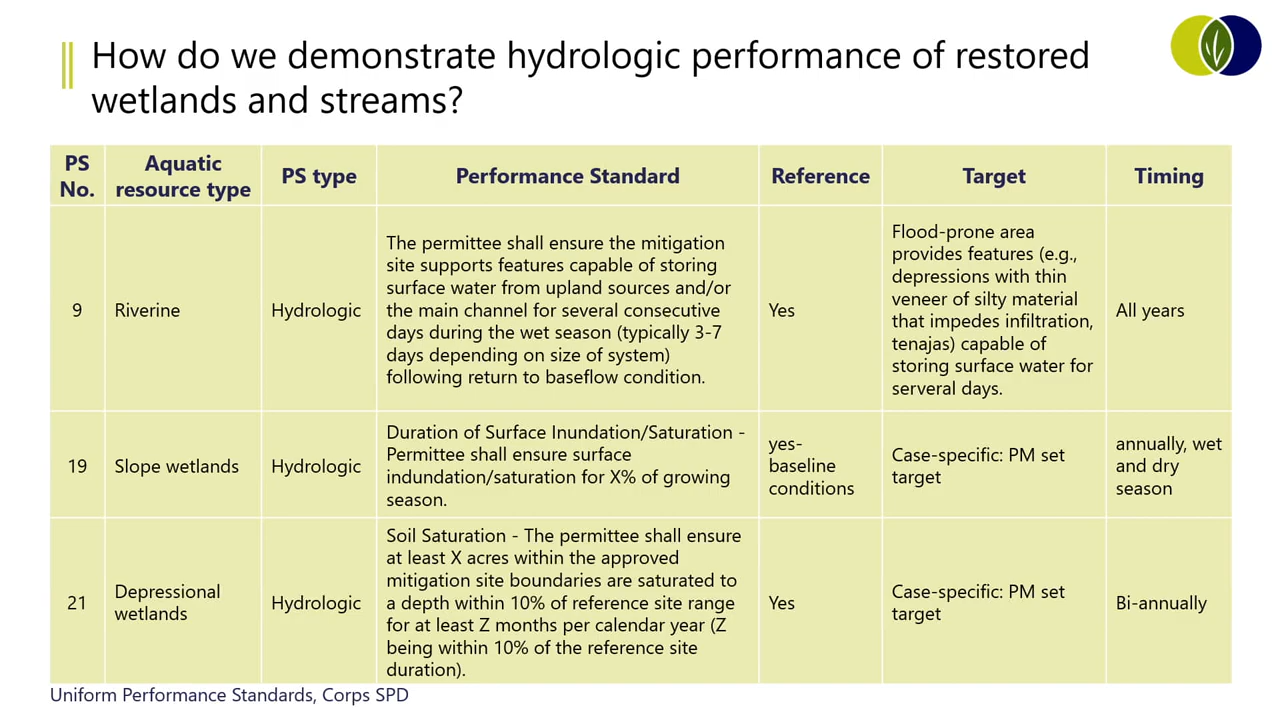 How do we demonstrate hydrologic performance of restored
wetlands and streams?
PS
No.
Aquatic
resource type
PS type
Performance Standard
Reference
Target
Timing
9
Riverine
Hydrologic
The permittee shall ensure the mitigation
site supports features capable of storing
surface water from upland sources and/or
the main channel for several consecutive
days during the wet season (typically 3-7
days depending on size of system)
following return to baseflow condition.
Yes
Flood-prone area
provides features (e.g.,
depressions with thin
veneer of silty material
that impedes infiltration,
tenajas) capable of
storing surface water for
serveral days.
All years
19
Slope wetlands
Hydrologic
Duration of Surface Inundation/Saturation -
Permittee shall ensure surface
indundation/saturation for X% of growing
season.
yes-
baseline
conditions
Case-specific: PM set
target
annually, wet
and dry
season
21
Depressional
wetlands
Hydrologic
Soil Saturation - The permittee shall ensure
at least X acres within the approved
mitigation site boundaries are saturated to
a depth within 10% of reference site range
for at least Z months per calendar year (Z
being within 10% of the reference site
duration).
Yes
Case-specific: PM set
target
Bi-annually
Uniform Performance Standards, Corps SPD